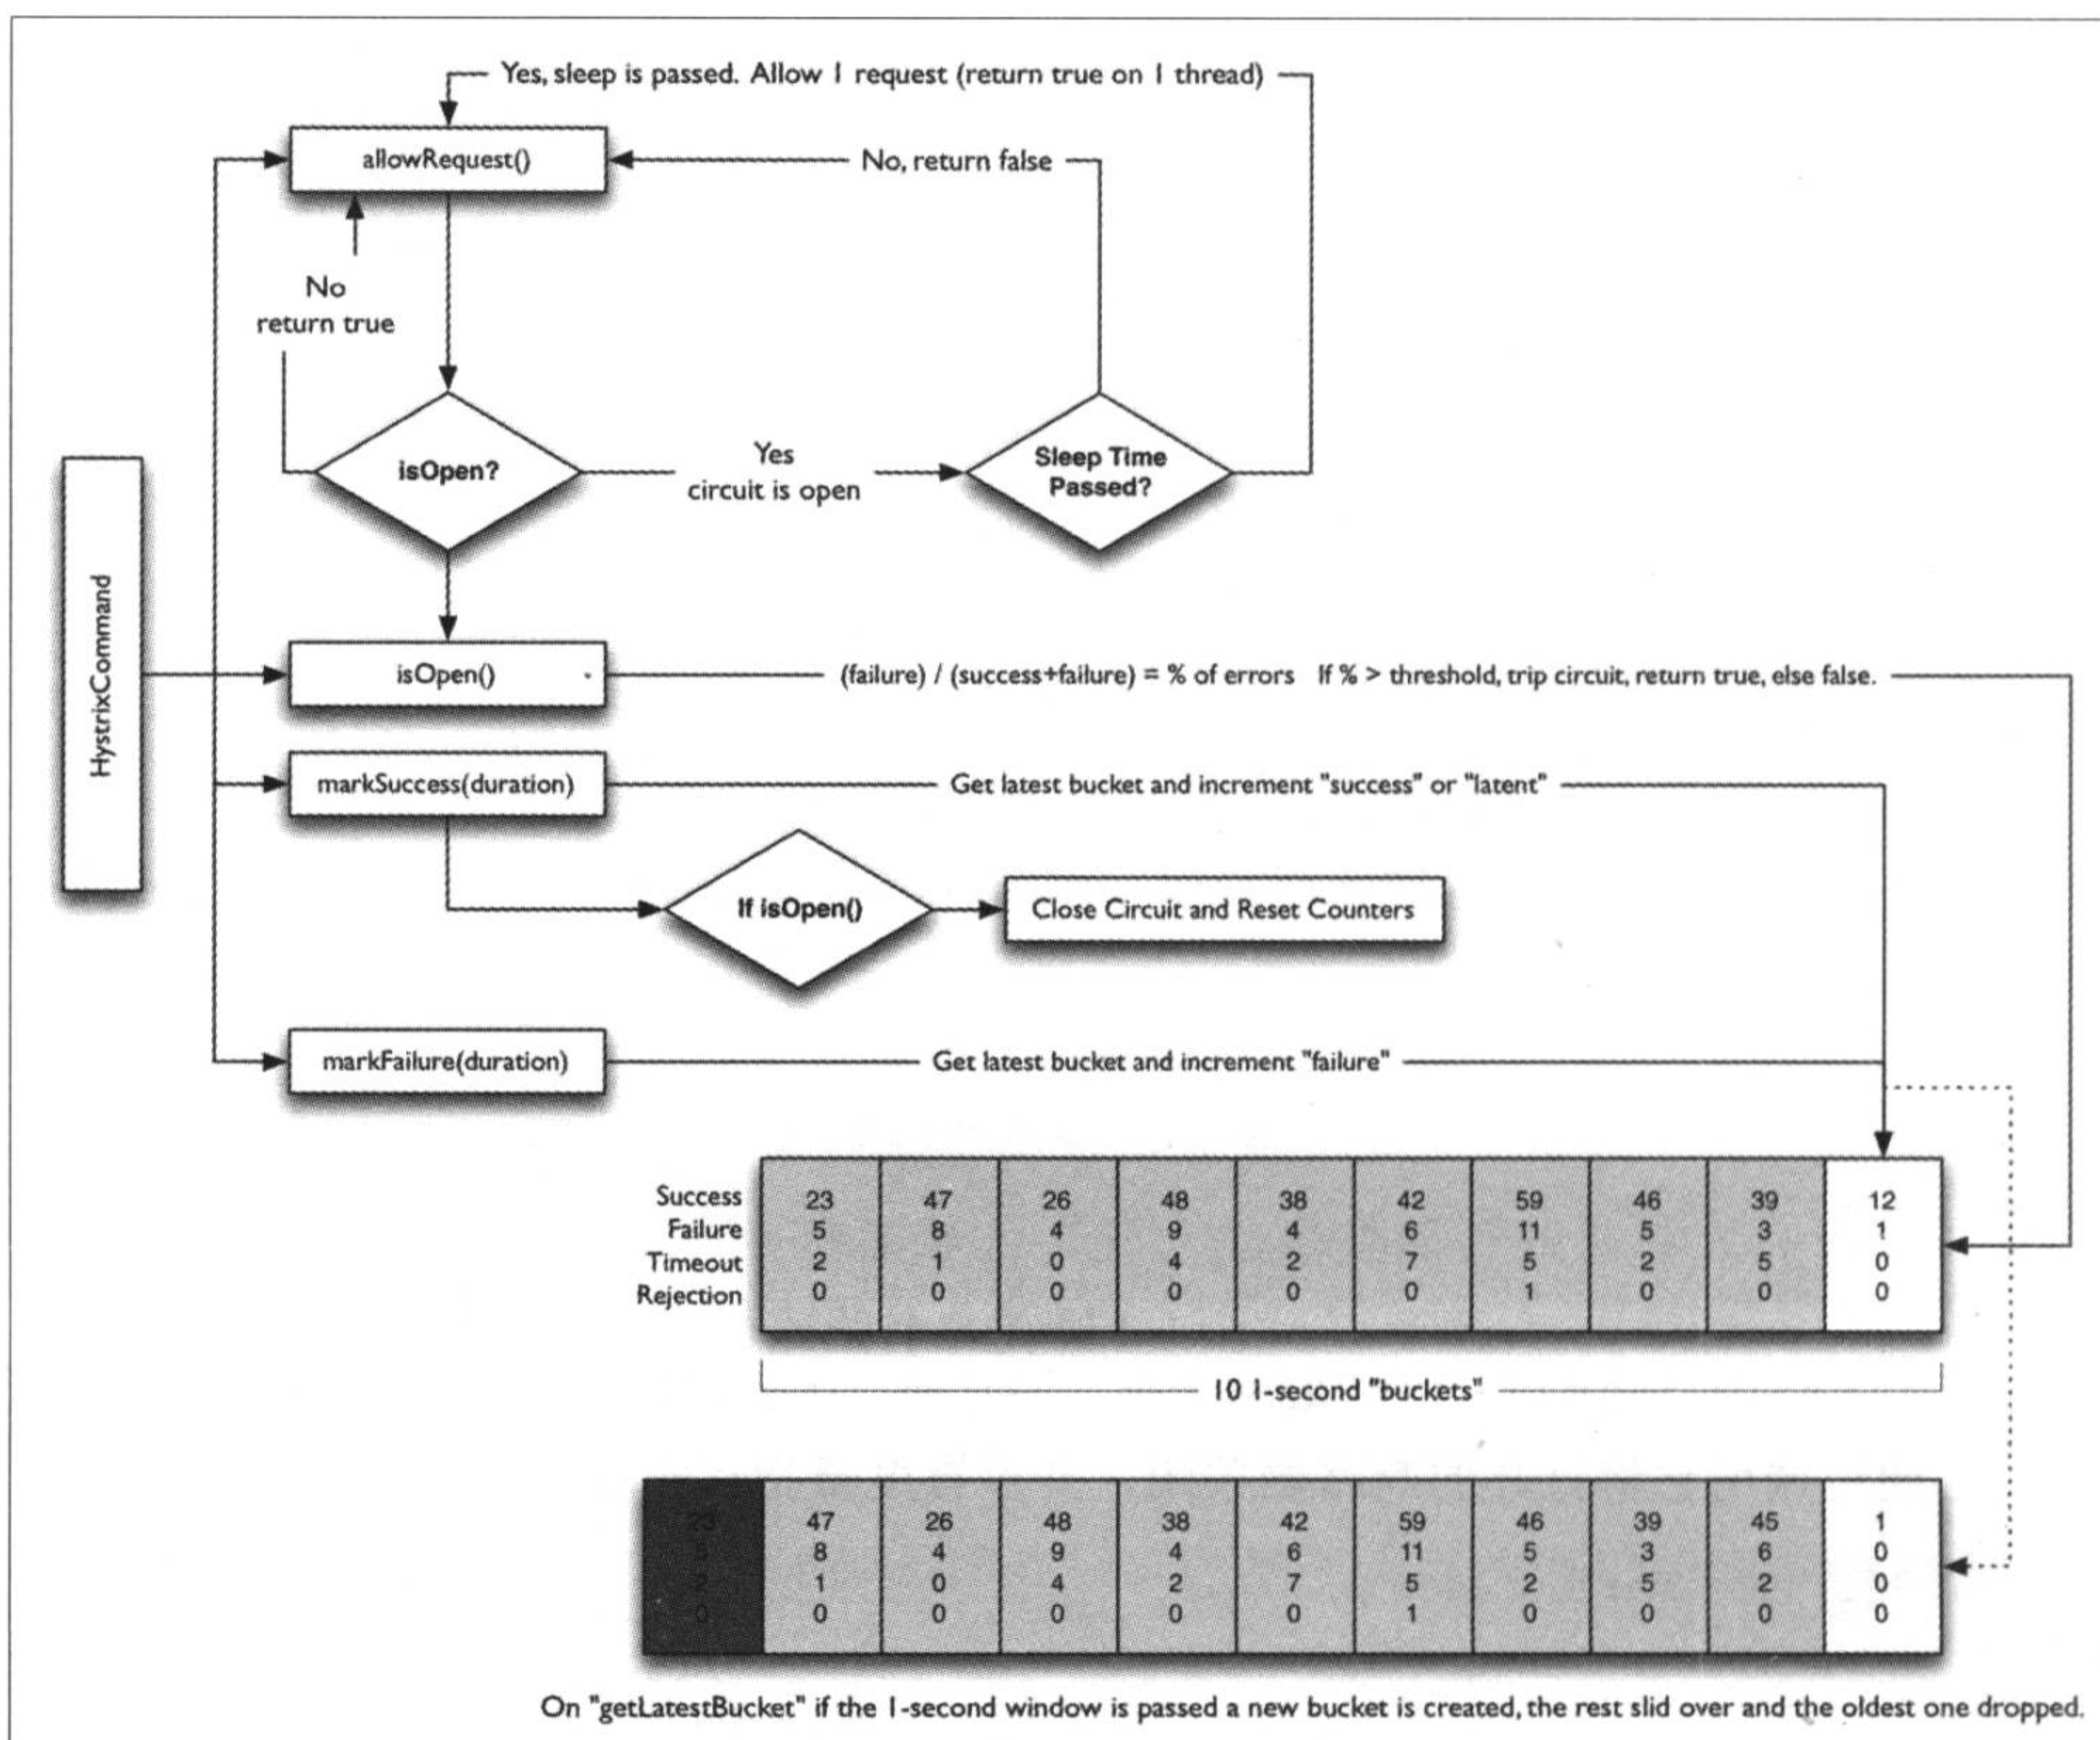 Yes, sleep is passed. Allow 1 request (return true on 1 thread)
allowRequest()
No, return false
No
return true
isOpen?
Yes
circuit is open
Sleep Time
Passed?
HystrixCommand
isOpen()
(failure) / (success+failure) = % of errors If % > threshold, trip circuit, return true, else false.
markSuccess(duration)
Get latest bucket and increment "success" or "latent"
If isOpen()
Close Circuit and Reset Counters
markFailure(duration)
Get latest bucket and increment "failure"
Success 23 47 26 48 38 42 59 46 39 12
Failure 5 8 4 9 4 6 11 5 3 1
Timeout 2 1 0 4 2 7 5 2 5 0
Rejection 0 0 0 0 0 0 1 0 0 0
10 1-second "buckets"
23 47 26 48 38 42 59 46 39 45 1
5 8 4 9 4 6 11 5 3 6 0
2 1 0 4 2 7 5 2 5 2 0
0 0 0 0 0 0 1 0 0 0 0
On "getLatestBucket" if the 1-second window is passed a new bucket is created, the rest slid over and the oldest one dropped.